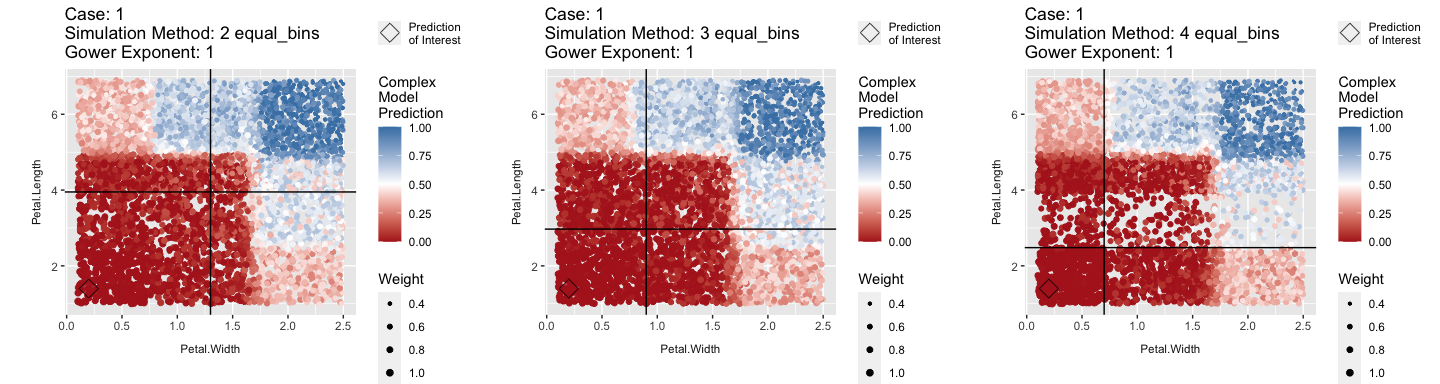 Case: 1
Simulation Method: 2 equal_bins
Gower Exponent: 1
Prediction
of Interest
Complex
Model
Prediction
1.00
0.75
0.50
0.25
0.00
Weight
0.4
0.6
0.8
1.0
6
4
2
Petal.Length
0.0 0.5 1.0 1.5 2.0 2.5
Petal.Width
Case: 1
Simulation Method: 3 equal_bins
Gower Exponent: 1
Prediction
of Interest
Complex
Model
Prediction
1.00
0.75
0.50
0.25
0.00
Weight
0.4
0.6
0.8
1.0
6
4
2
Petal.Length
0.0 0.5 1.0 1.5 2.0 2.5
Petal.Width
Case: 1
Simulation Method: 4 equal_bins
Gower Exponent: 1
Prediction
of Interest
Complex
Model
Prediction
1.00
0.75
0.50
0.25
0.00
Weight
0.4
0.6
0.8
1.0
6
4
2
Petal.Length
0.0 0.5 1.0 1.5 2.0 2.5
Petal.Width